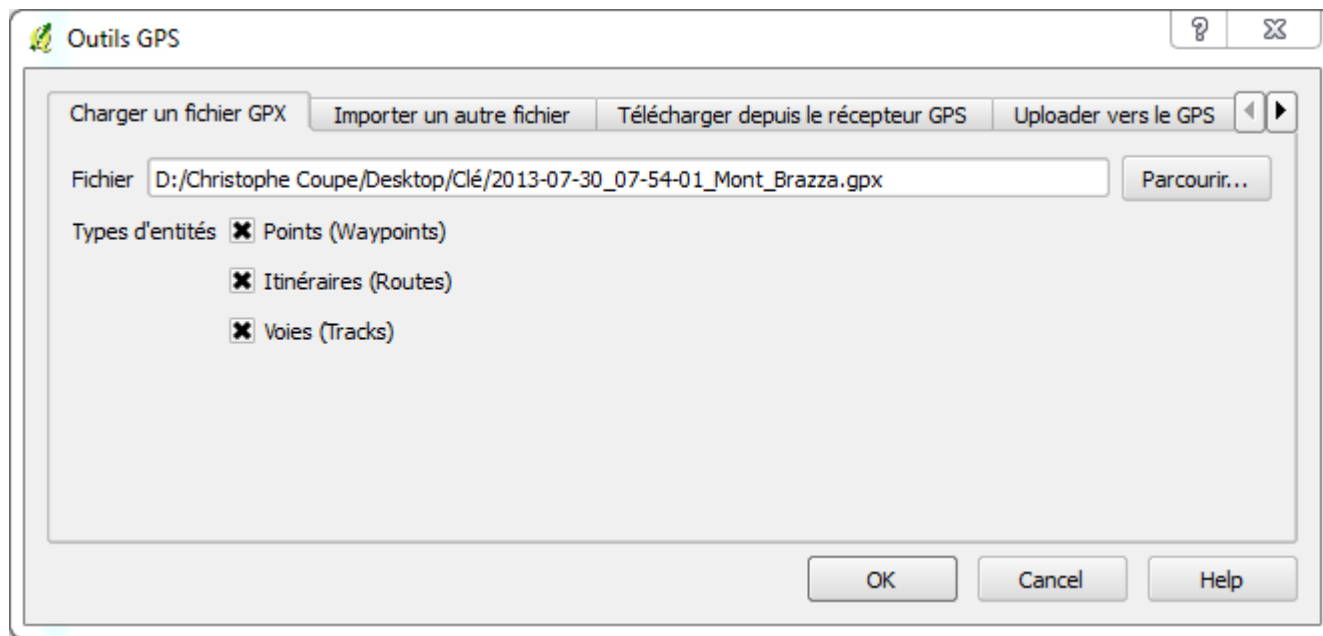 Outils GPS
Charger un fichier GPX
Importer un autre fichier
Télécharger depuis le récepteur GPS
Uploader vers le GPS
Fichier D:/Christophe Coupe/Desktop/Clé/2013-07-30_07-54-01_Mont_Brazza.gpx Parcourir...
Types d'entités Points (Waypoints)
Itinéraires (Routes)
Voies (Tracks)
OK Cancel Help